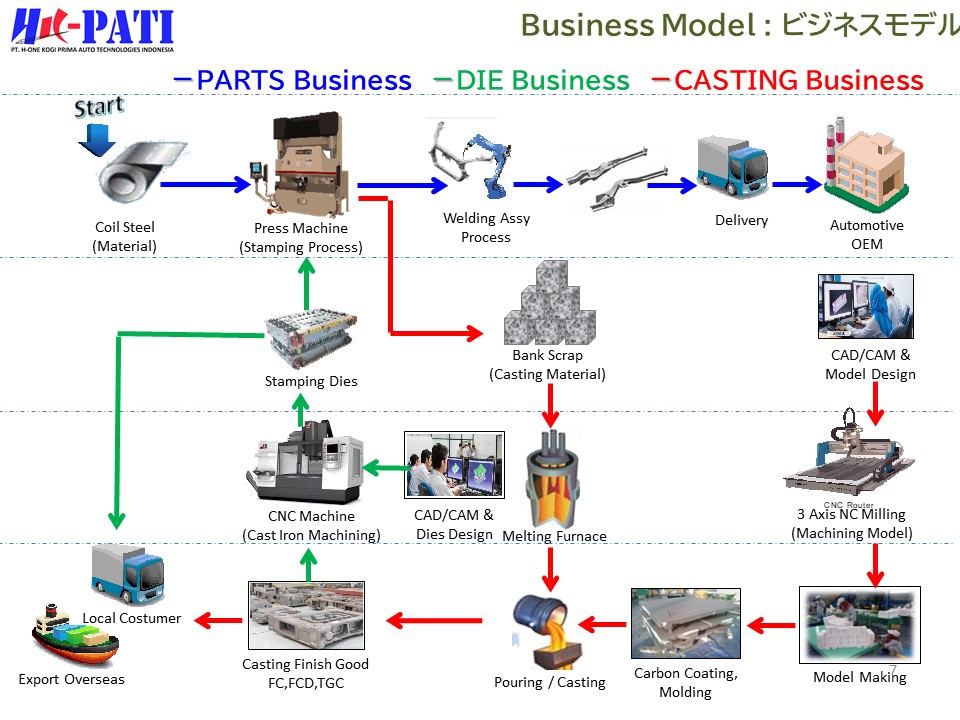 H1L-PATI
PT. H-ONE KOGI PRIMA AUTO TECHNOLOGIES INDONESIA
Business Model : ビジネスモデル
－PARTS Business －DIE Business －CASTING Business
Start
Coil Steel
(Material)
Press Machine
(Stamping Process)
Welding Assy
Process
Delivery
Automotive
OEM
Stamping Dies
Bank Scrap
(Casting Material)
CAD/CAM &
Model Design
CNC Machine
(Cast Iron Machining)
CAD/CAM &
Dies Design
Melting Furnace
CNC Router
3 Axis NC Milling
(Machining Model)
Local Costumer
Export Overseas
Casting Finish Good
FC,FCD,TGC
Pouring / Casting
Carbon Coating,
Molding
Model Making
7